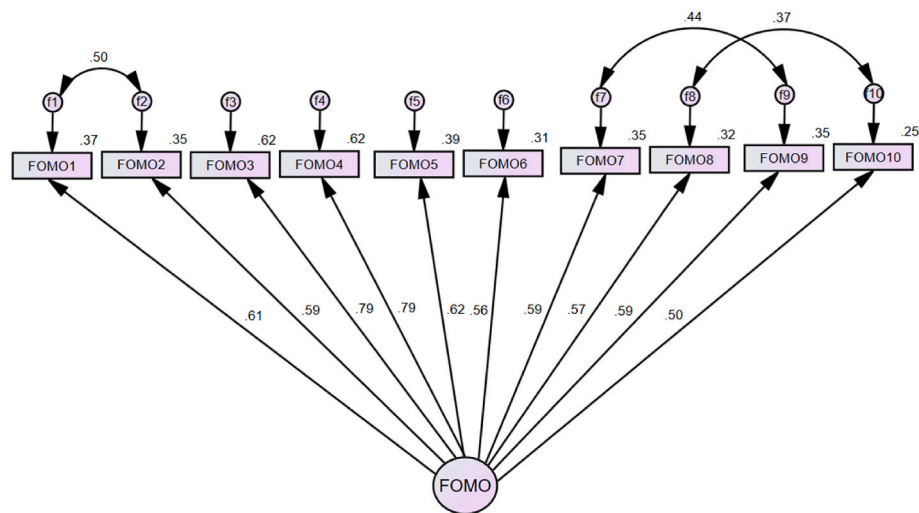 .50 .44 .37
f1 f2 f3 f4 f5 f6 f7 f8 f9 f10
.37 .35 .62 .62 .39 .31 .35 .32 .35 .25
FOMO1 FOMO2 FOMO3 FOMO4 FOMO5 FOMO6 FOMO7 FOMO8 FOMO9 FOMO10
.61 .59 .79 .79 .62 .56 .59 .57 .59 .50
FOMO